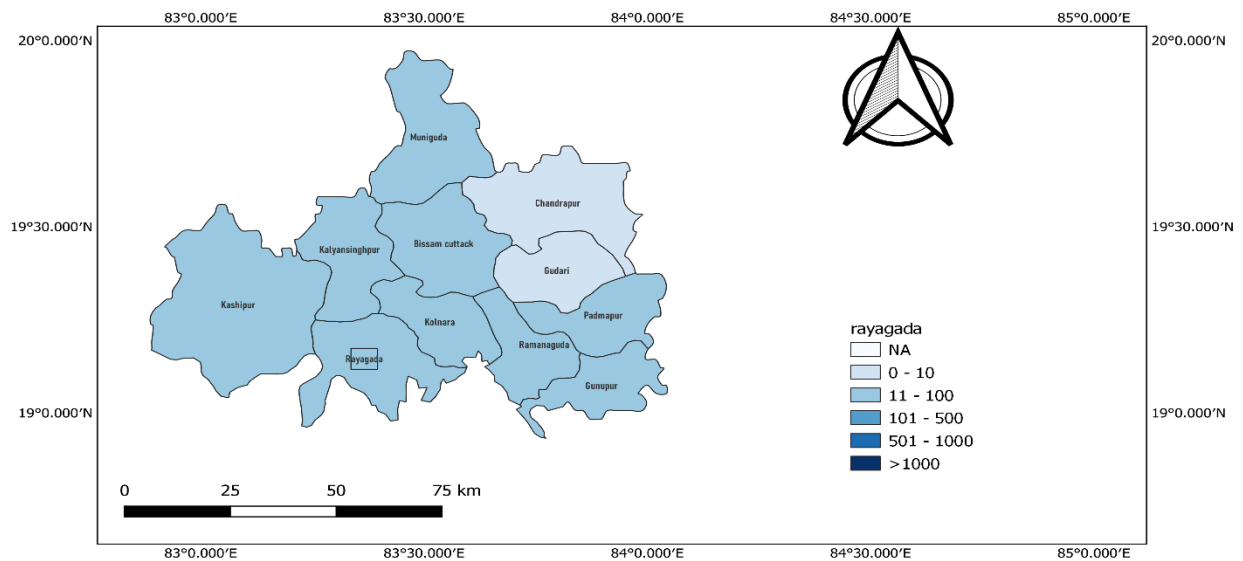 83°0.000′E 83°30.000′E 84°0.000′E 84°30.000′E 85°0.000′E
20°0.000′N 20°0.000′N
Muniguda
Chandrapur
19°30.000′N 19°30.000′N
Bissam cuttack
Kalyansinghpur
Gudari
Kashipur
Padmapur
Kolnara
rayagada
Ramanaguda
NA
Rayagada
0 - 10
Gunupur
11 - 100
19°0.000′N 19°0.000′N
101 - 500
501 - 1000
>1000
0 25 50 75 km
83°0.000′E 83°30.000′E 84°0.000′E 84°30.000′E 85°0.000′E